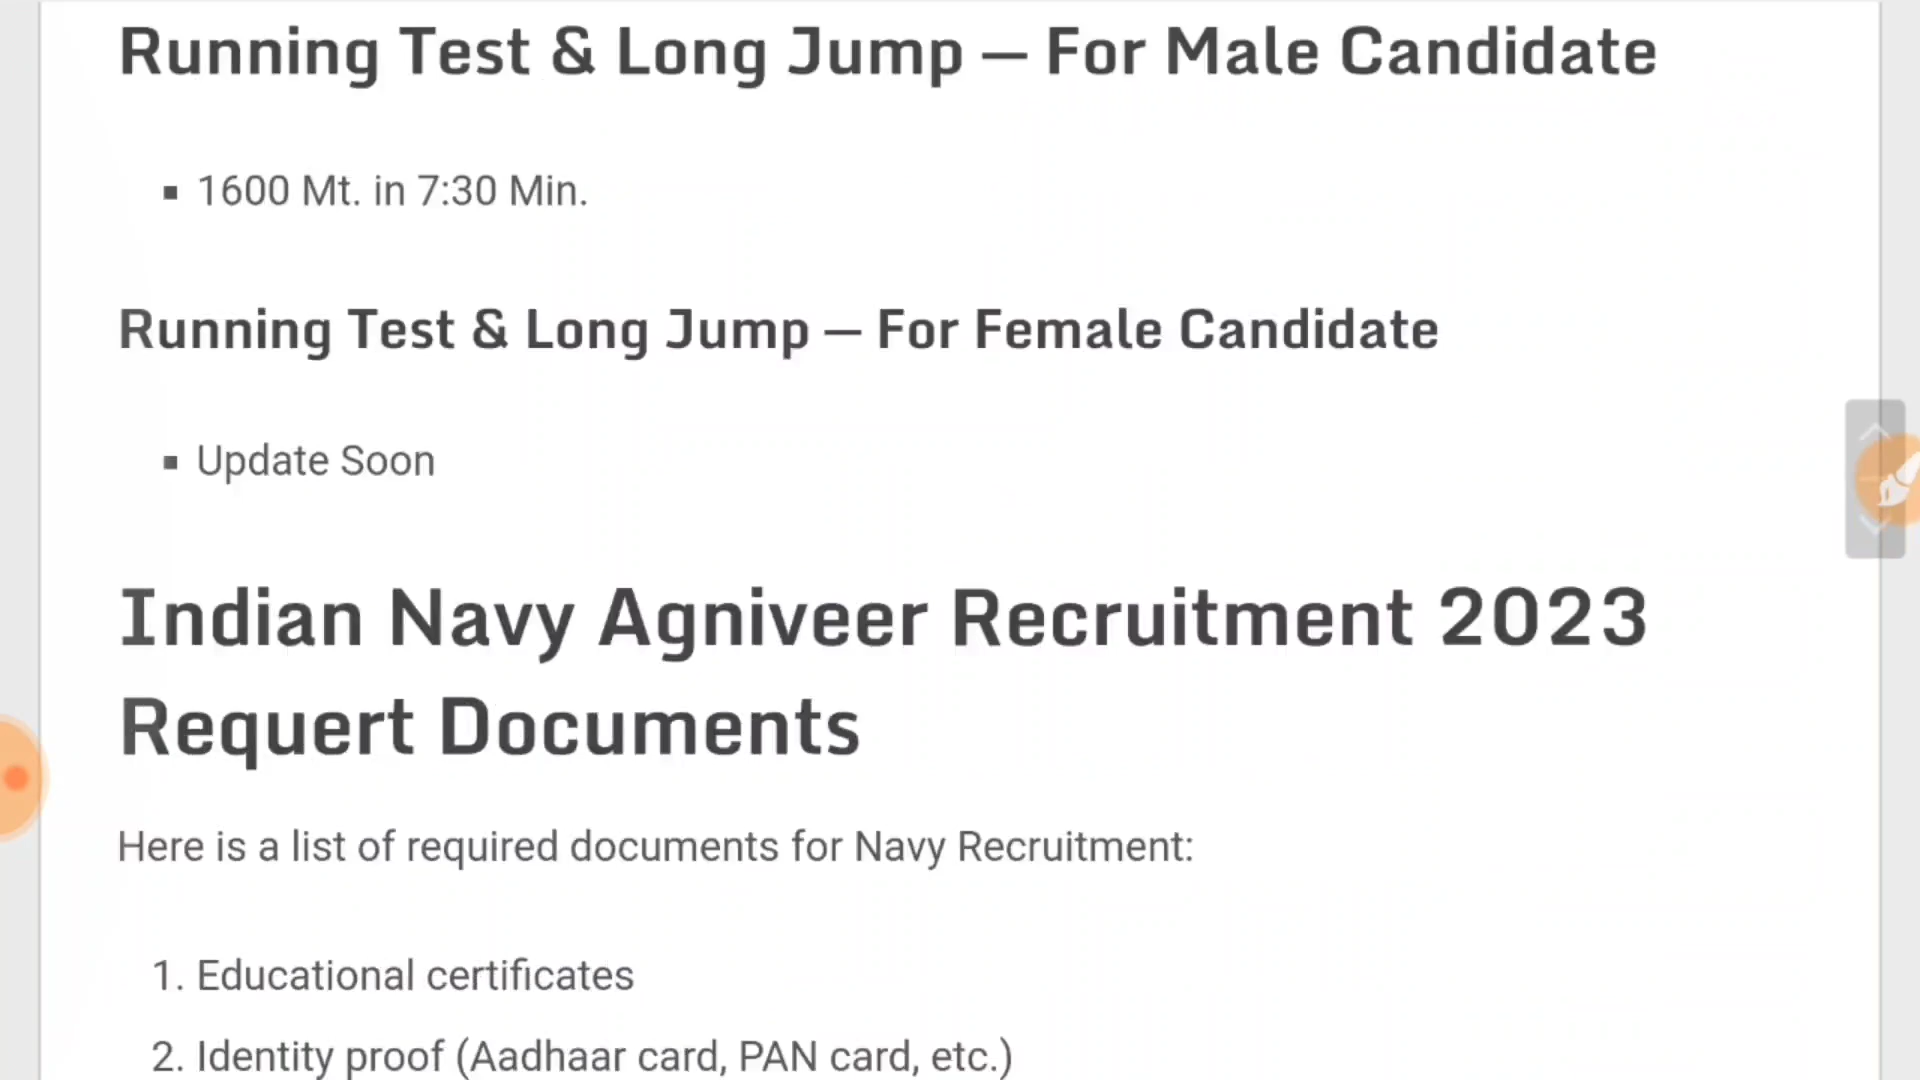 Running Test & Long Jump – For Male Candidate
▪ 1600 Mt. in 7:30 Min.
Running Test & Long Jump – For Female Candidate
▪ Update Soon
Indian Navy Agniveer Recruitment 2023
Requert Documents
Here is a list of required documents for Navy Recruitment:
1. Educational certificates
2. Identity proof (Aadhaar card, PAN card, etc.)